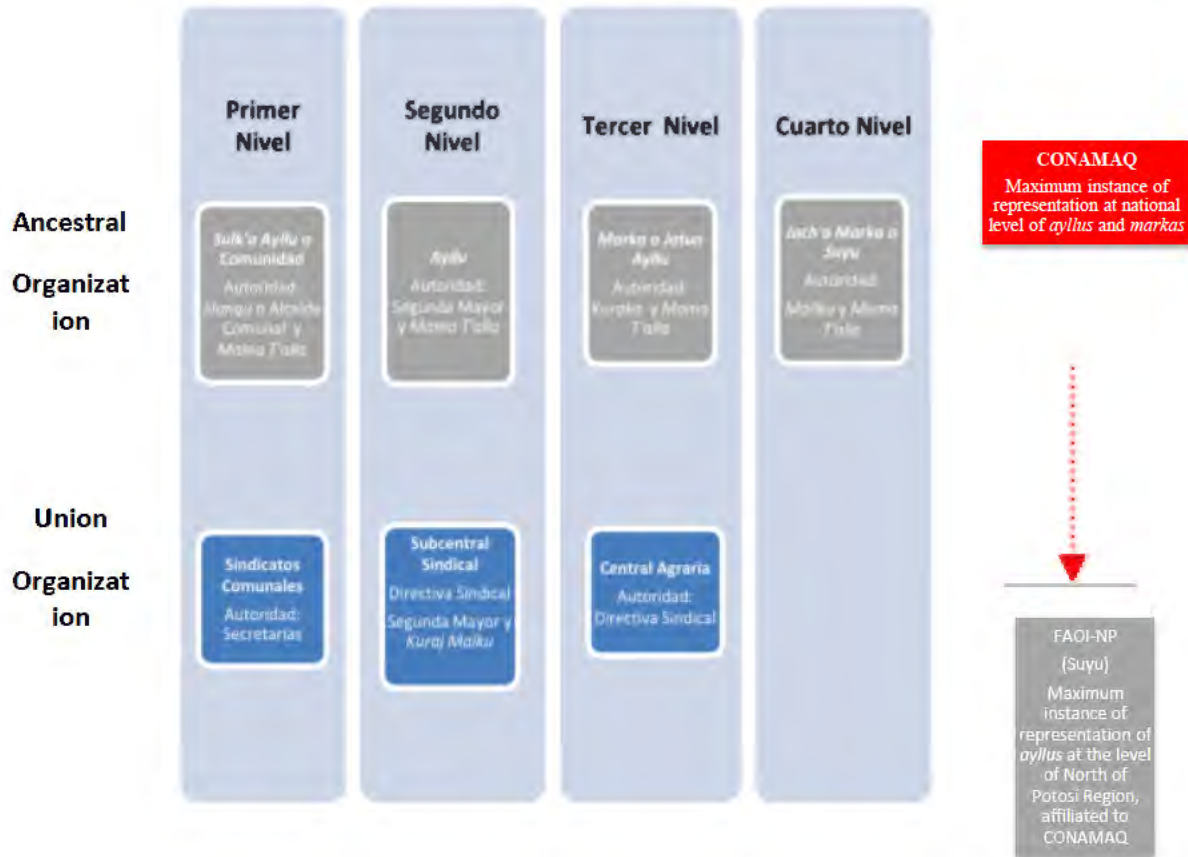 Primer
Nivel
Segundo
Nivel
Tercer Nivel
Cuarto Nivel
Ancestral
Organizat
ion
Sulk'a Ayllu o
Comunidad
Autoridad:
o Alcalde
Comunal y
Mama T'alla
Ayllu
Autoridad:
Segunda Mayor
y Mama T'alla
Marka o Jatun
Ayllu
Autoridad:
Kuraka y Mama
T'alla
Jach'a Marka o
Suyu
Autoridad:
Mallku y Mama
T'alla
CONAMAQ
Maximum instance of
representation at national
level of ayllus and markas
Union
Organizat
ion
Sindicatos
Comunales
Autoridad:
Secretarias
Subcentral
Sindical
Directiva Sindical
Segunda Mayor y
Kuraj Malku
Central Agraria
Autoridad:
Directiva Sindical
FAOI-NP
(Suyu)
Maximum
instance of
representation of
ayllus at the level
of North of
Potosi Region,
affiliated to
CONAMAQ